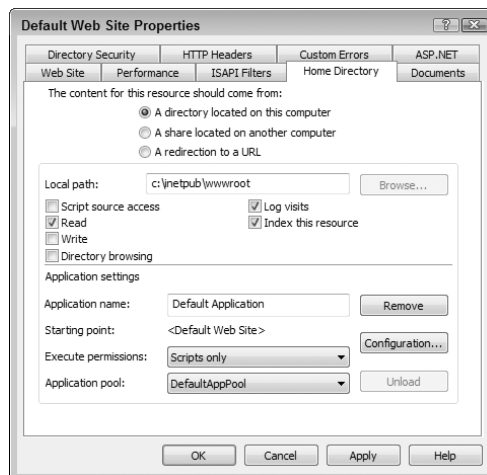 Default Web Site Properties
Directory Security HTTP Headers Custom Errors ASP.NET
Web Site Performance ISAPI Filters Home Directory Documents
The content for this resource should come from:
A directory located on this computer
A share located on another computer
A redirection to a URL
Local path: c:\inetpub\wwwroot Browse...
Script source access Log visits
Read Index this resource
Write
Directory browsing
Application settings
Application name: Default Application Remove
Starting point: <Default Web Site>
Configuration...
Execute permissions: Scripts only
Application pool: DefaultAppPool Unload
OK Cancel Apply Help